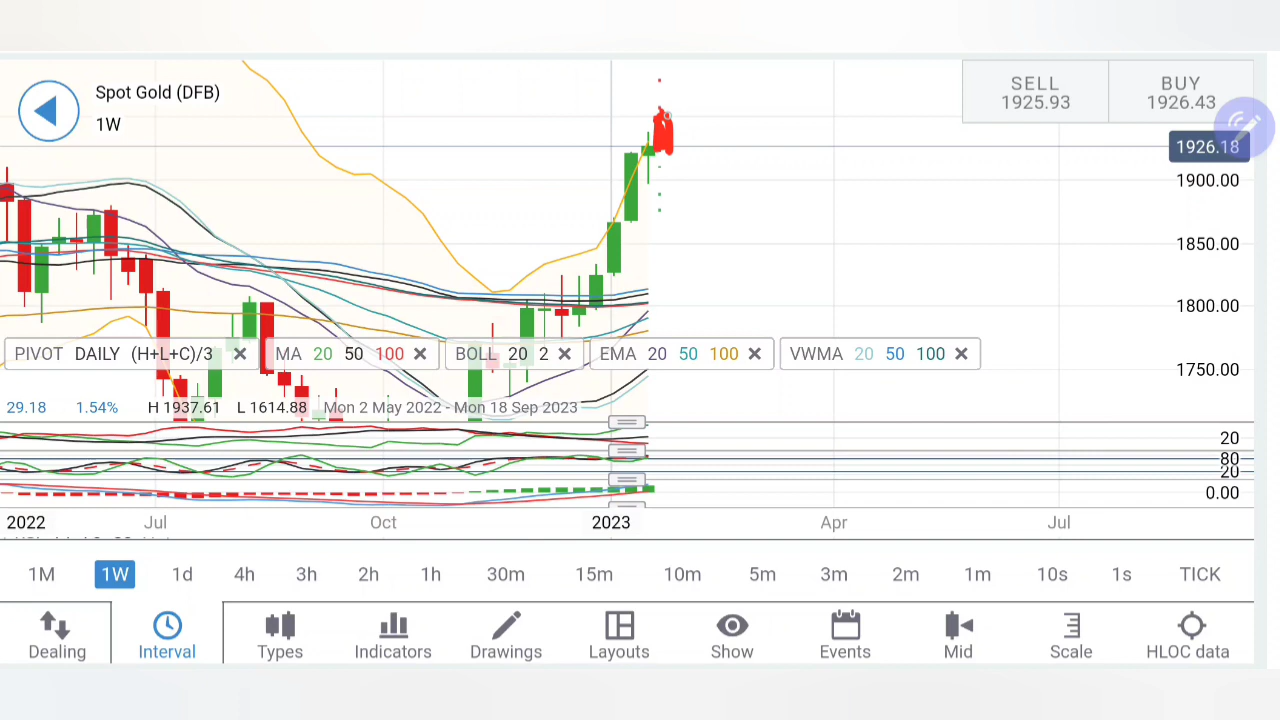 Spot Gold (DFB)
1W
SELL
1925.93
BUY
1926.43
1926.18
1900.00
1850.00
1800.00
1750.00
PIVOT DAILY (H+L+C)/3
MA 20 50 100
BOLL 20 2
EMA 20 50 100
VWMA 20 50 100
29.18 1.54% H 1937.61 L 1614.88 Mon 2 May 2022 - Mon 18 Sep 2023
20
80
20
0.00
2022 Jul Oct 2023 Apr Jul
1M 1W 1d 4h 3h 2h 1h 30m 15m 10m 5m 3m 2m 1m 10s 1s TICK
Dealing Interval Types Indicators Drawings Layouts Show Events Mid Scale HLOC data